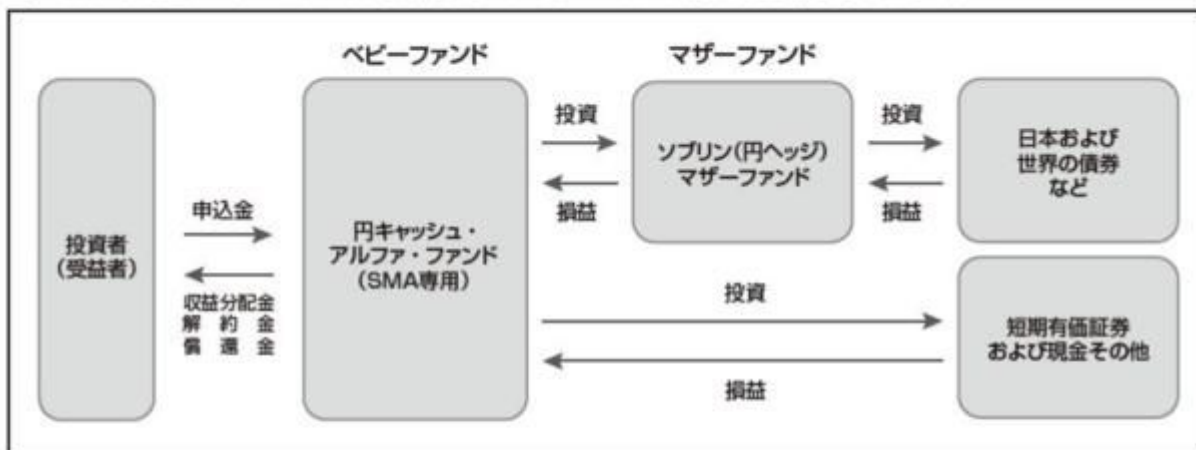 ベビーファンド
マザーファンド
投資者
(受益者)
申込金
収益分配金
解約金
償還金
円キャッシュ・
アルファ・ファンド
(SMA専用)
投資
損益
ソブリン(円ヘッジ)
マザーファンド
投資
損益
日本および
世界の債券
など
投資
損益
短期有価証券
および現金その他